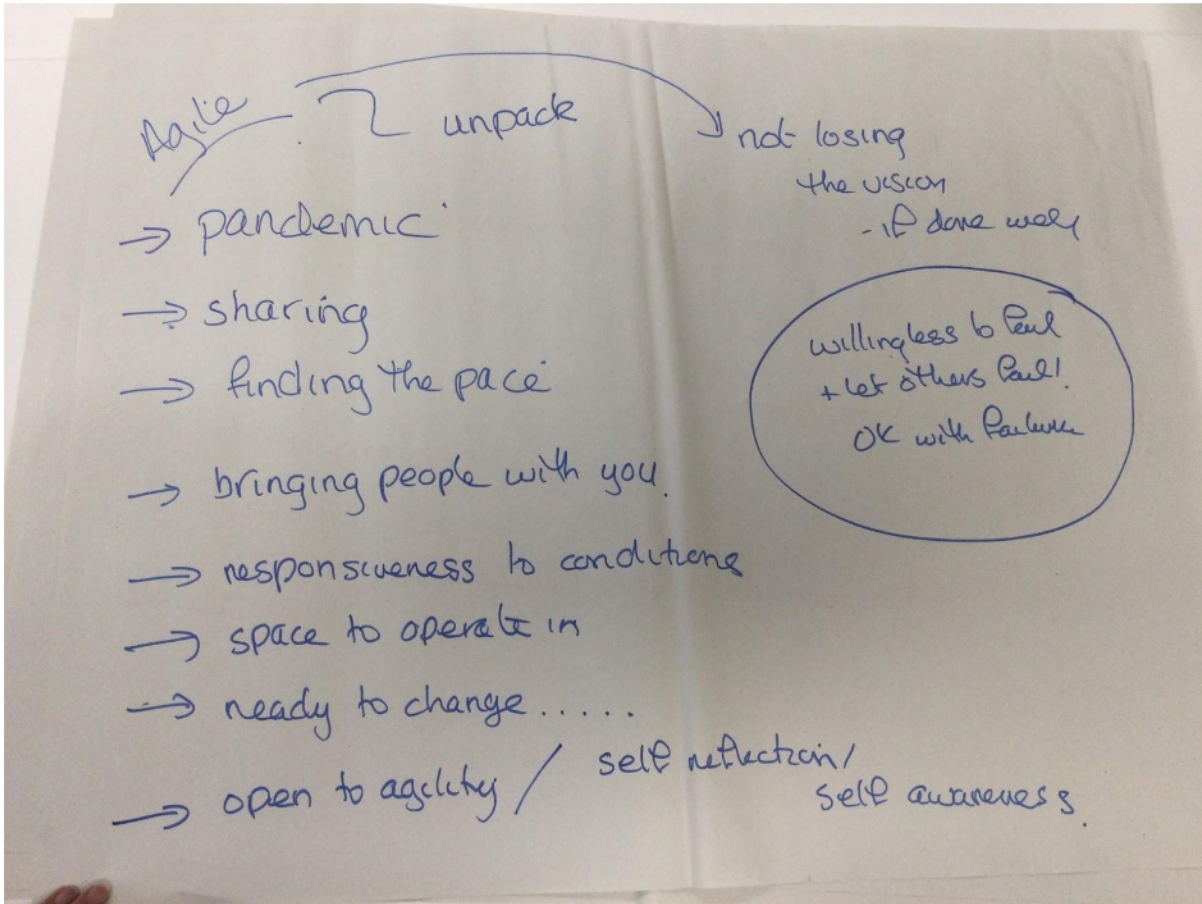 Agile
unpack
not losing
the vision
- if done well
→ pandemic
→ sharing
→ finding the pace
→ bringing people with you.
→ responsiveness to conditions
→ space to operate in
→ ready to change.....
→ open to agility / self reflection/
self awareness.
willingless to fail
+ let others fail!
OK with failure